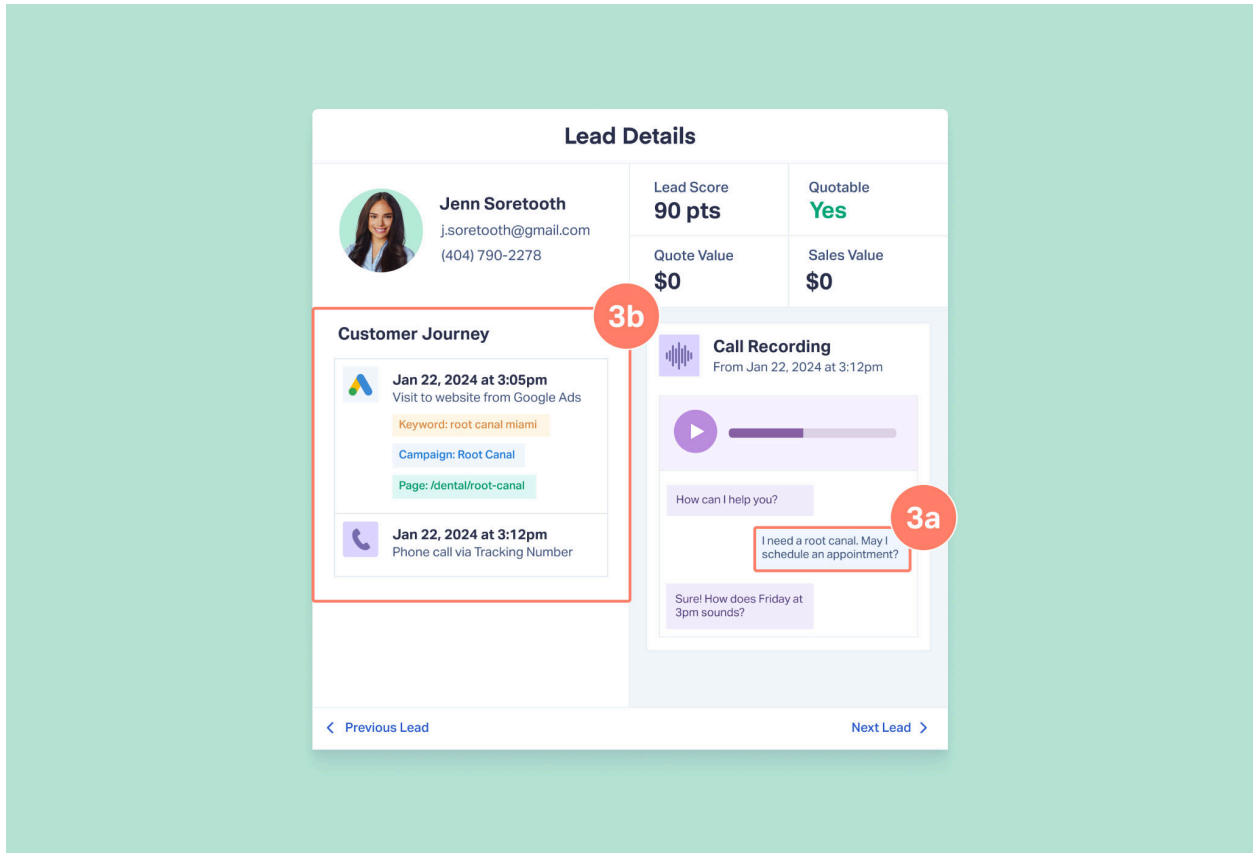 Lead Details
Jenn Soretooth
j.soretooth@gmail.com
(404) 790-2278
Lead Score
90 pts
Quotable
Yes
Quote Value
$0
Sales Value
$0
3b
Customer Journey
Jan 22, 2024 at 3:05pm
Visit to website from Google Ads
Keyword: root canal miami
Campaign: Root Canal
Page: /dental/root-canal
Jan 22, 2024 at 3:12pm
Phone call via Tracking Number
Call Recording
From Jan 22, 2024 at 3:12pm
How can I help you?
3a
I need a root canal. May I
schedule an appointment?
Sure! How does Friday at
3pm sounds?
Previous Lead
Next Lead